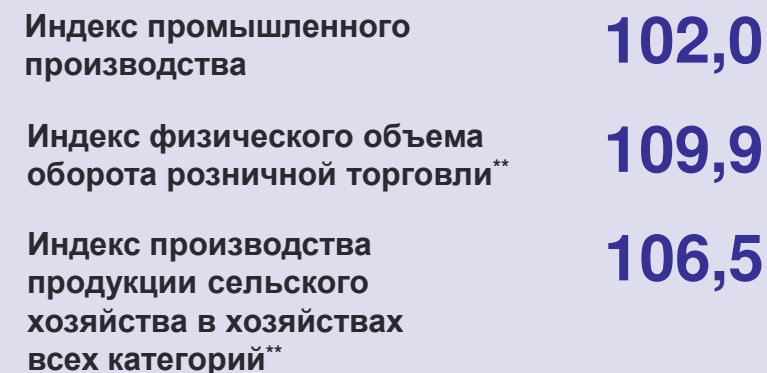 Индекс промышленного
производства
102,0
Индекс физического объема
оборота розничной торговли**
109,9
Индекс производства
продукции сельского
хозяйства в хозяйствах
всех категорий**
106,5